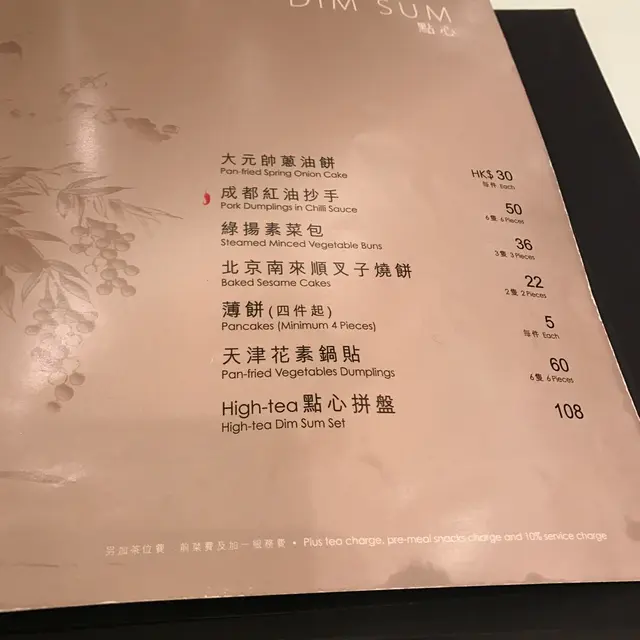 DIM SUM
點心
大元帥蔥油餅
Pan-fried Spring Onion Cake
HK$ 30
每件 Each
成都紅油抄手
Pork Dumplings in Chilli Sauce
50
6隻 6 Pieces
綠揚素菜包
Steamed Minced Vegetable Buns
36
3隻 3 Pieces
北京南來順叉子燒餅
Baked Sesame Cakes
22
2隻 2 Pieces
薄餅(四件起)
Pancakes (Minimum 4 Pieces)
5
每件 Each
天津花素鍋貼
Pan-fried Vegetables Dumplings
60
6隻 6 Pieces
High-tea點心拼盤
High-tea Dim Sum Set
108
另加茶位費 前菜費及加一服務費 • Plus tea charge, pre-meal snacks charge and 10% service charge